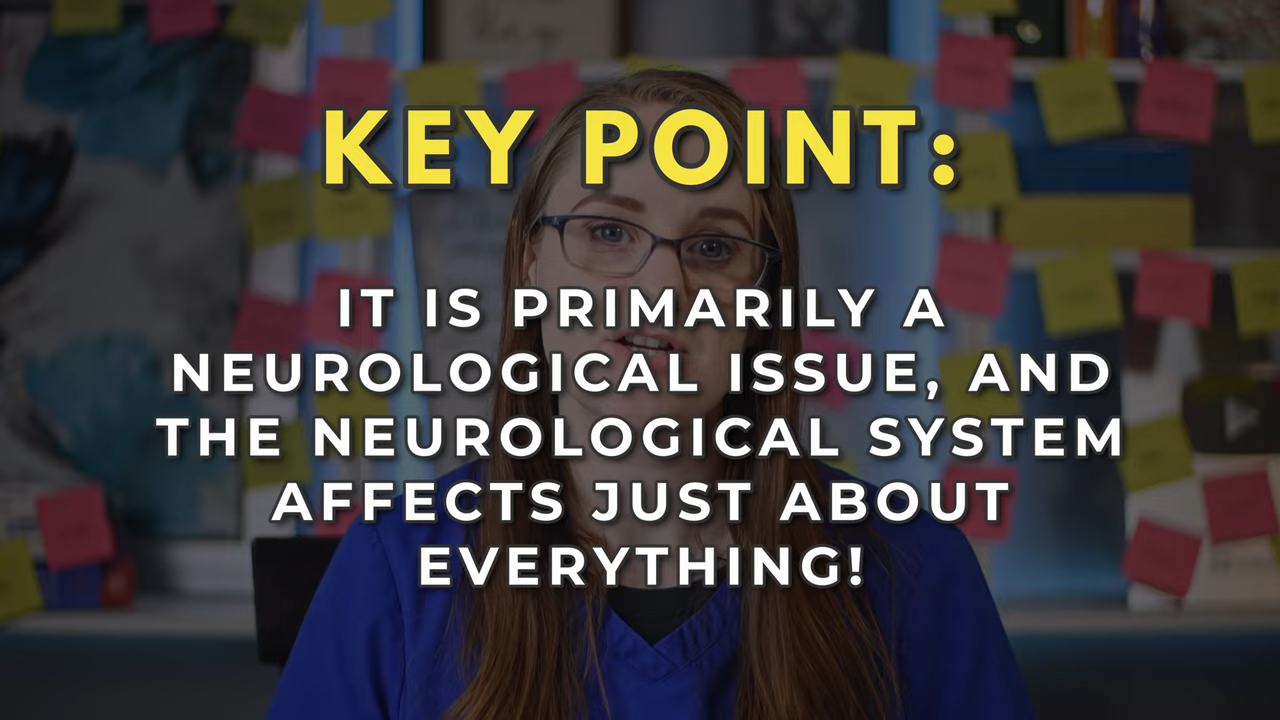 KEY POINT:
IT IS PRIMARILY A
NEUROLOGICAL ISSUE, AND
THE NEUROLOGICAL SYSTEM
AFFECTS JUST ABOUT
EVERYTHING!